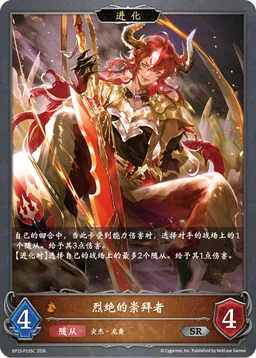 进化
自己的回合中，当此卡受到能力伤害时，选择对手的战场上的1
个随从。给予其3点伤害。
【进化时】选择自己的战场上的最多2个随从。给予其1点伤害。
4
烈绝的崇拜者
4
随从
灾杰·龙裔
SR
BP15-P15SC 2026
© Cygames, Inc. Published by NetEase Games